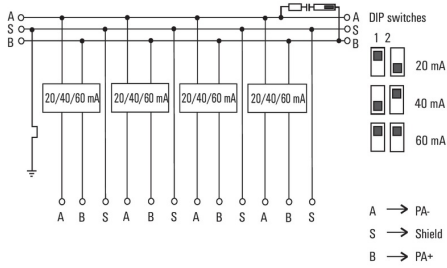 A A DIP switches
S S
B B
1 2
20 mA
40 mA
60 mA
20/40/60 mA 20/40/60 mA 20/40/60 mA 20/40/60 mA
A B S A B S A B S A B S
A → PA-
S → Shield
B → PA+